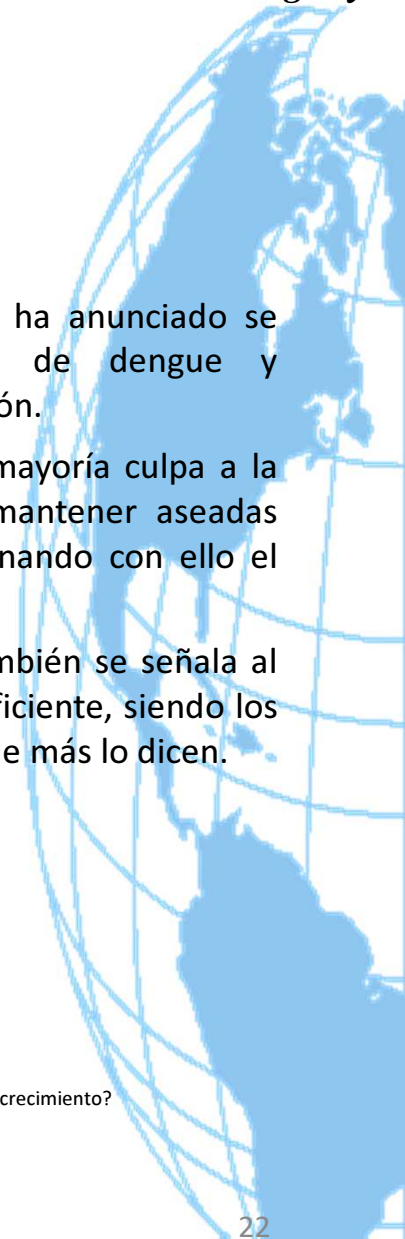 ha anunciado se
de dengue y
ón.
mayoría culpa a la
mantener aseadas
nando con ello el
mbién se señala al
ficiente, siendo los
e más lo dicen.
crecimiento?
22